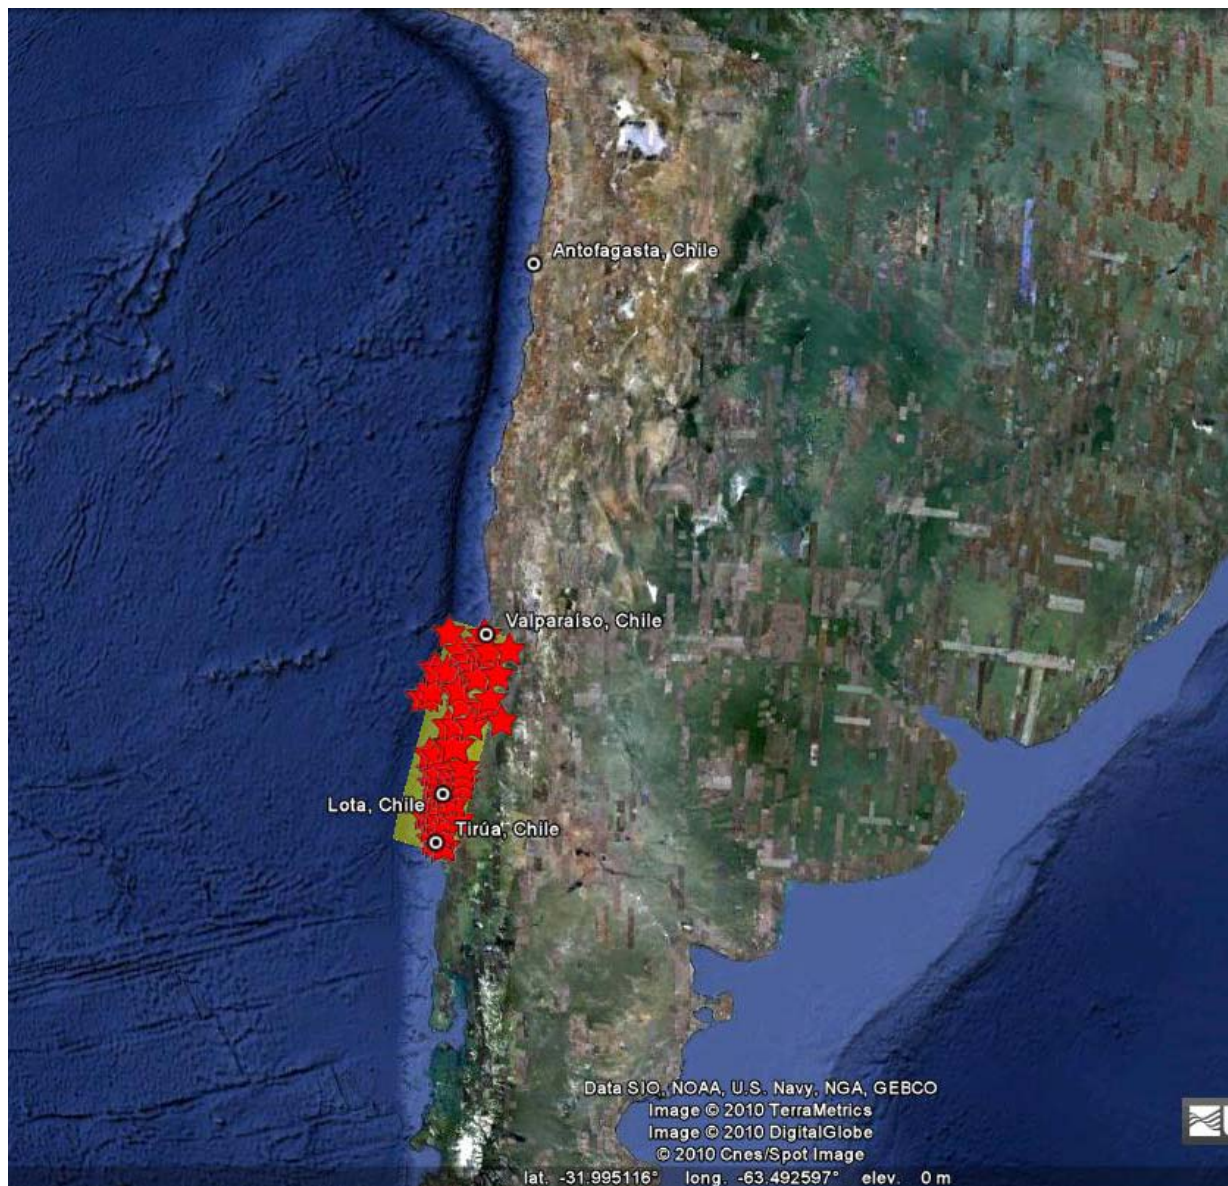 Antofagasta, Chile
Valparaíso, Chile
Lota, Chile
Tirúa, Chile
Data SIO, NOAA, U.S. Navy, NGA, GEBCO
Image © 2010 TerraMetrics
Image © 2010 DigitalGlobe
© 2010 Cnes/Spot Image
lat. -31.995116° long. -63.492597° elev. 0 m